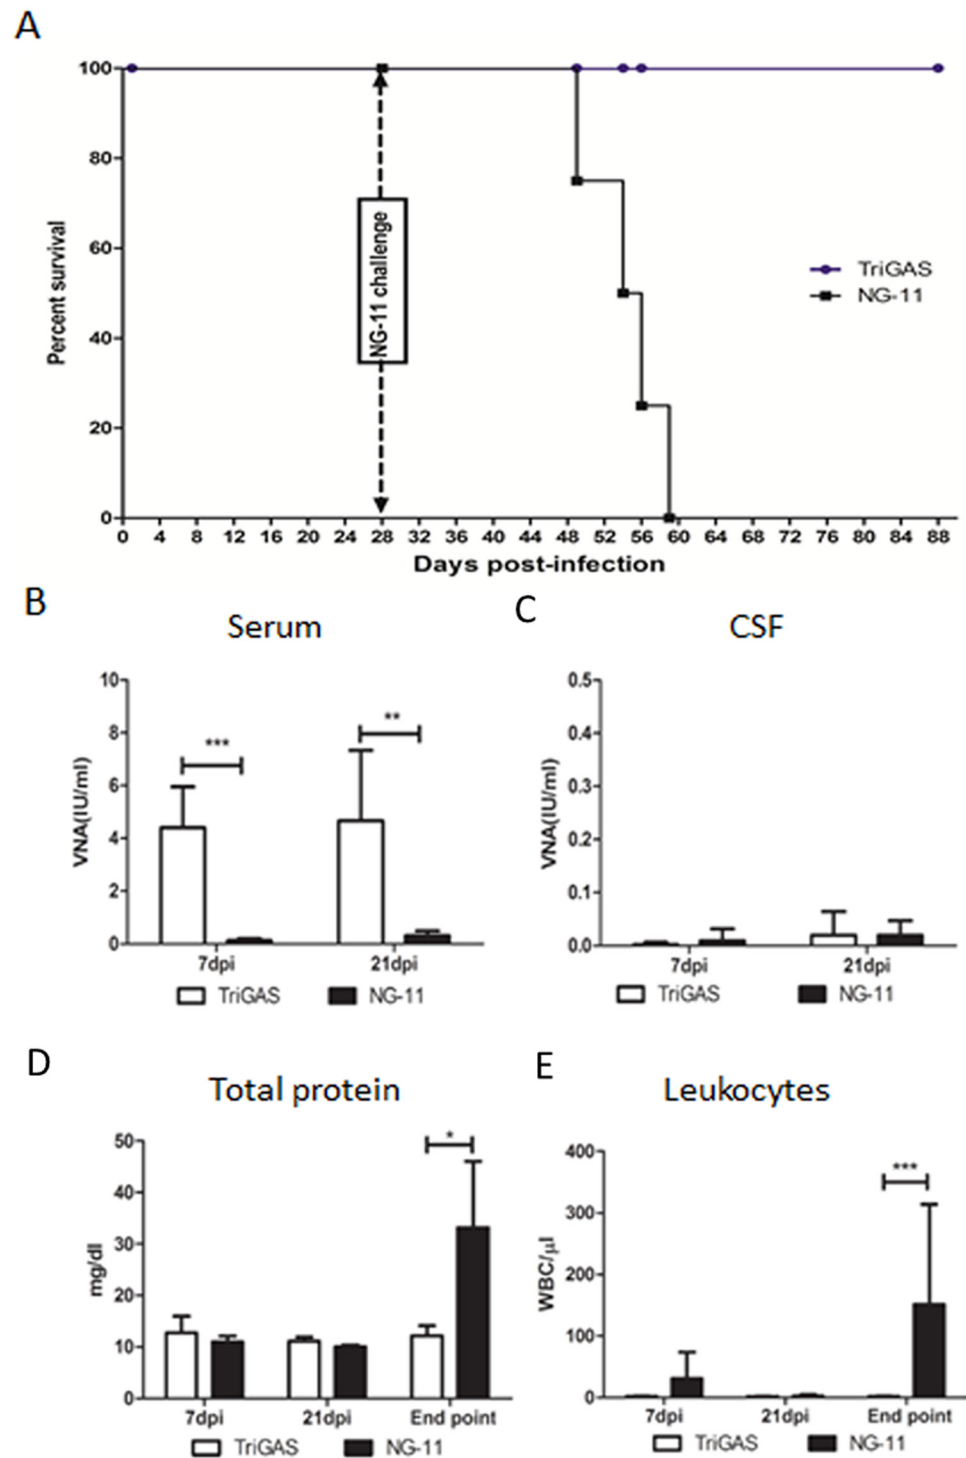 A
100
80
60
40
20
0
Percent survival
NG-11 challenge
TriGAS
NG-11
0 4 8 12 16 20 24 28 32 36 40 44 48 52 56 60 64 68 72 76 80 84 88
Days post-infection
B
Serum
10
8
6
4
2
0
VNA(IU/ml)
***
**
7dpi 21dpi
TriGAS NG-11
C
CSF
0.5
0.4
0.3
0.2
0.1
0.0
VNA(IU/ml)
7dpi 21dpi
TriGAS NG-11
D
Total protein
50
40
30
20
10
0
mg/dl
*
7dpi 21dpi End point
TriGAS NG-11
E
Leukocytes
400
300
200
100
0
WBC/µl
***
7dpi 21dpi End point
TriGAS NG-11